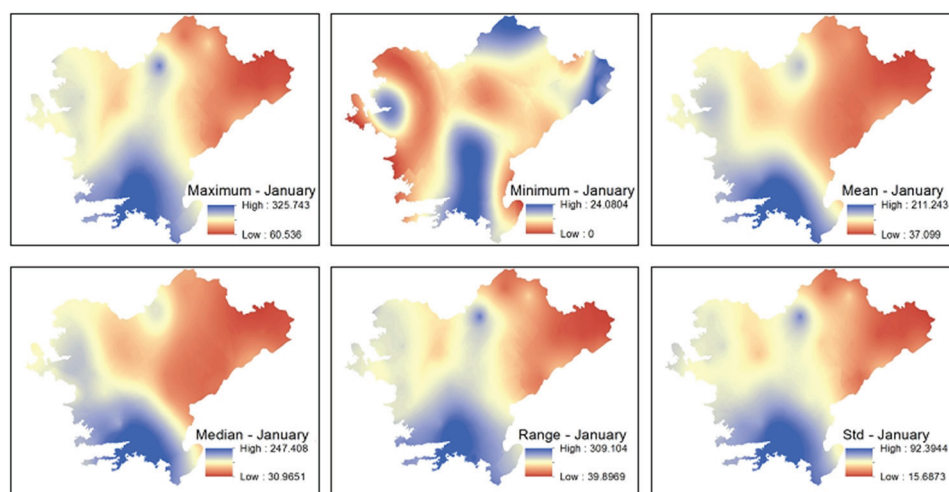 Maximum - January
High : 325.743
Low : 60.536
Minimum - January
High : 24.0804
Low : 0
Mean - January
High : 211.243
Low : 37.099
Median - January
High : 247.408
Low : 30.9651
Range - January
High : 309.104
Low : 39.8969
Std - January
High : 92.3944
Low : 15.6873